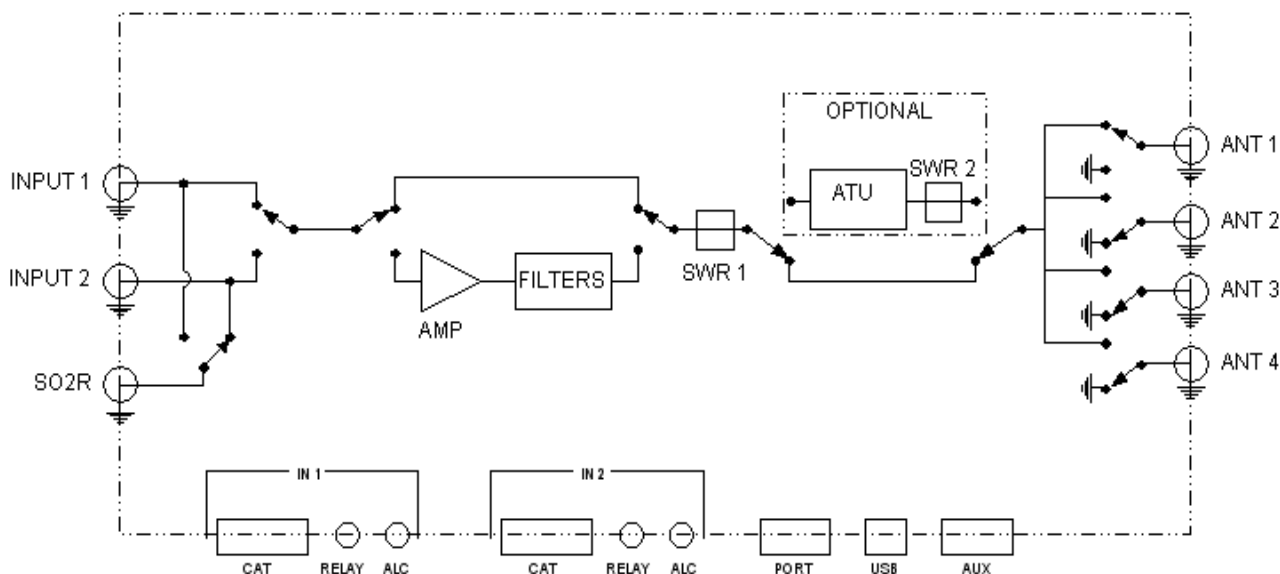 OPTIONAL
INPUT 1
ATU
SWR 2
ANT 1
INPUT 2
AMP
FILTERS
SWR 1
ANT 2
ANT 3
SO2R
ANT 4
IN 1
IN 2
CAT
RELAY
ALC
CAT
RELAY
ALC
PORT
USB
AUX